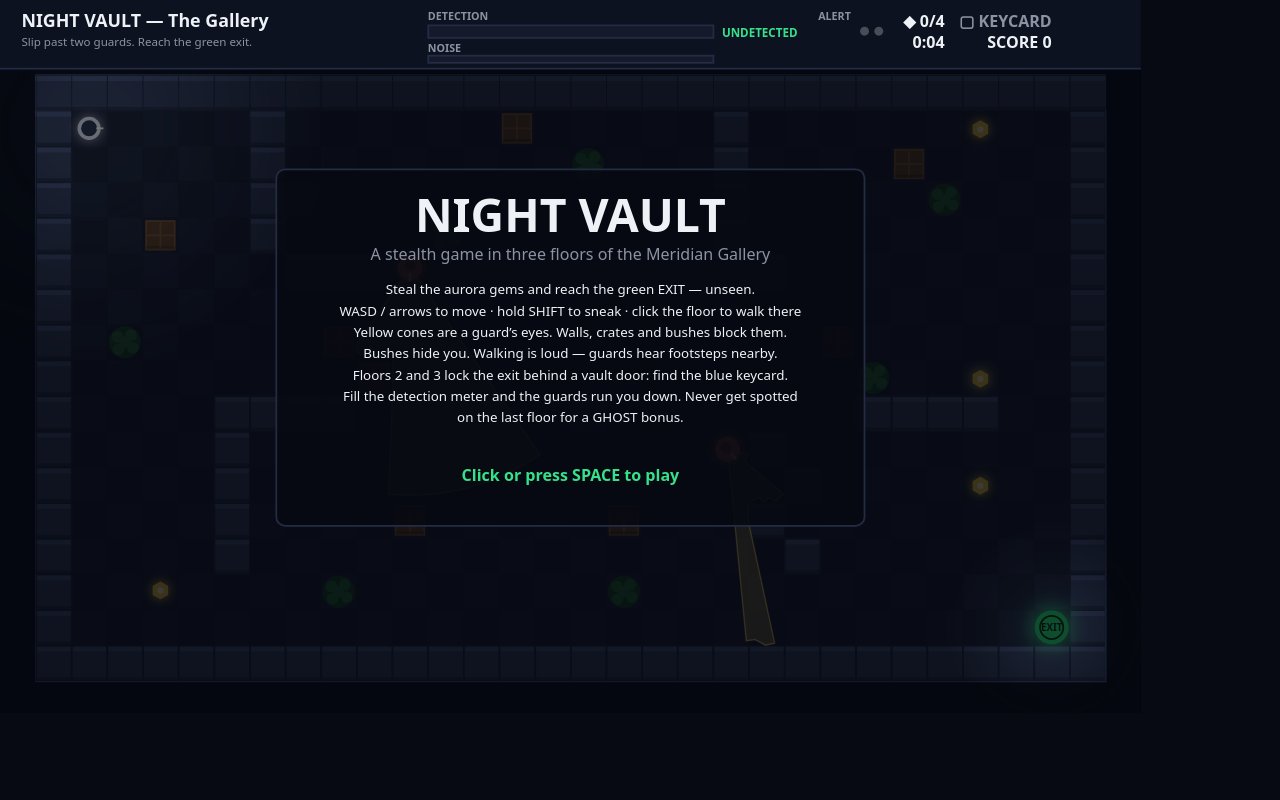 NIGHT VAULT — The Gallery
Slip past two guards. Reach the green exit.
DETECTION
UNDETECTED
NOISE
ALERT
◆ 0/4
▢ KEYCARD
0:04
SCORE 0
NIGHT VAULT
A stealth game in three floors of the Meridian Gallery
Steal the aurora gems and reach the green EXIT — unseen.
WASD / arrows to move · hold SHIFT to sneak · click the floor to walk there
Yellow cones are a guard’s eyes. Walls, crates and bushes block them.
Bushes hide you. Walking is loud — guards hear footsteps nearby.
Floors 2 and 3 lock the exit behind a vault door: find the blue keycard.
Fill the detection meter and the guards run you down. Never get spotted
on the last floor for a GHOST bonus.
Click or press SPACE to play
EXIT